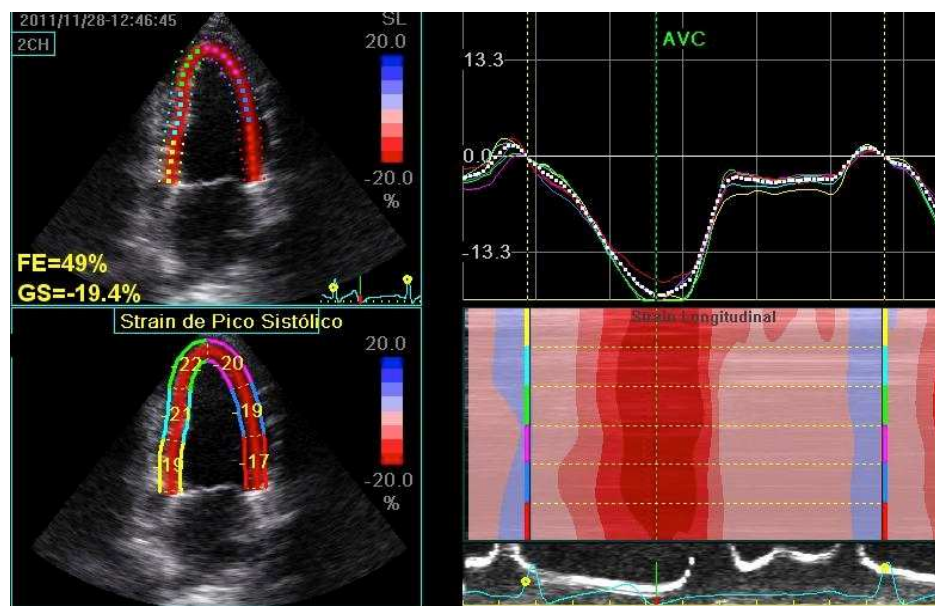 2011/11/28-12:46:45
2CH
SL
20.0
-20.0
%
FE=49%
GS=-19.4%
AVC
13.3
0.0
-13.3
Strain de Pico Sistólico
20.0
-20.0
%
-22
-20
-21
-19
-19
-17
Strain Longitudinal